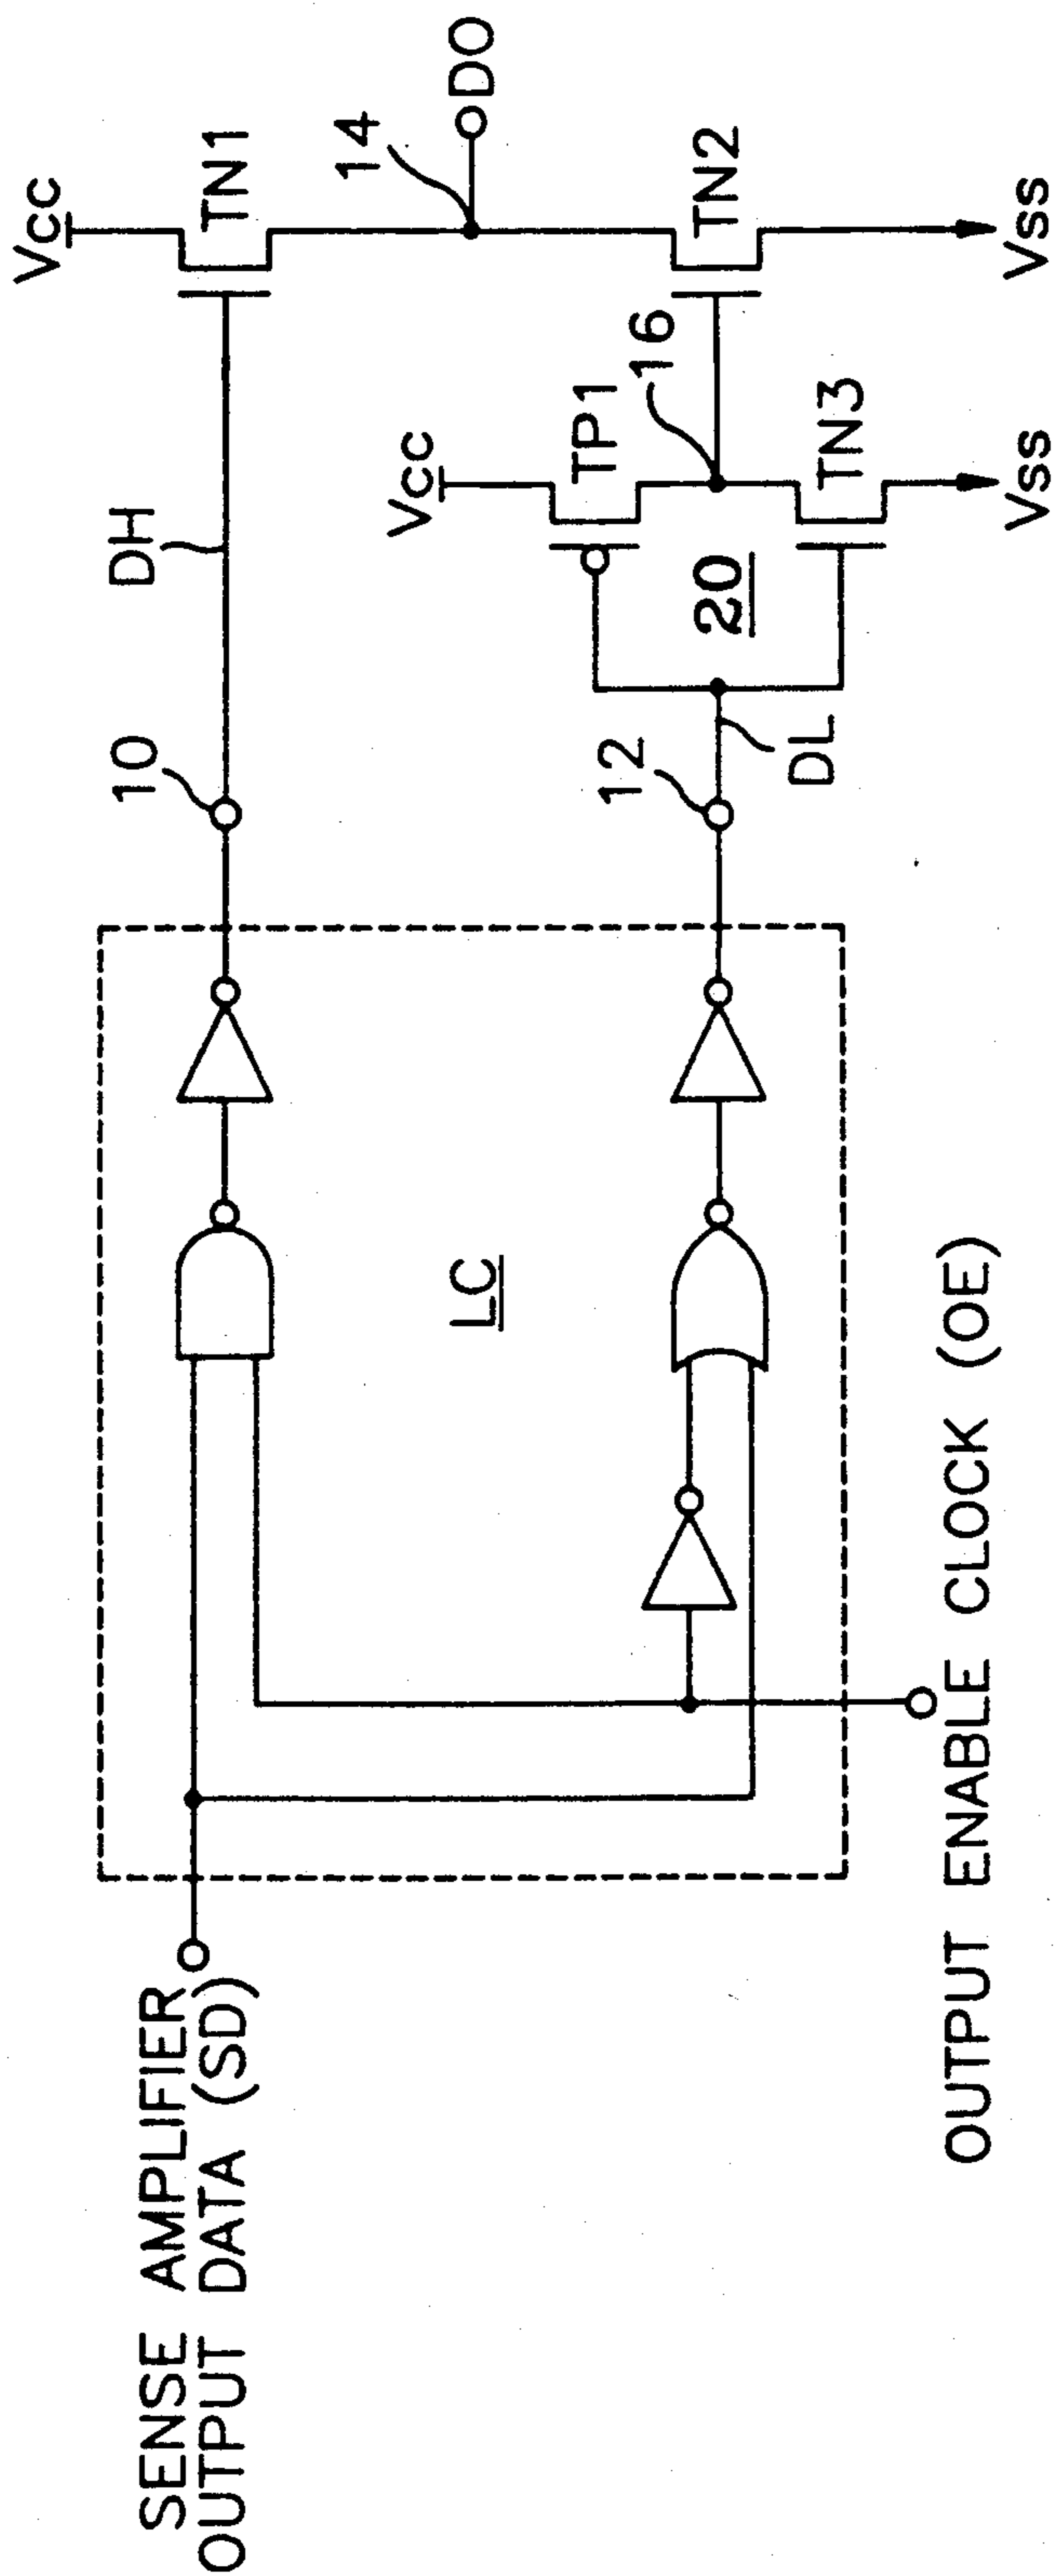 SENSE AMPLIFIER
OUTPUT DATA (SD)
OUTPUT ENABLE CLOCK (OE)
LC
10
DH
12
DL
20
VCC
TP1
16
TN3
VSS
VCC
TN1
14
DO
TN2
VSS